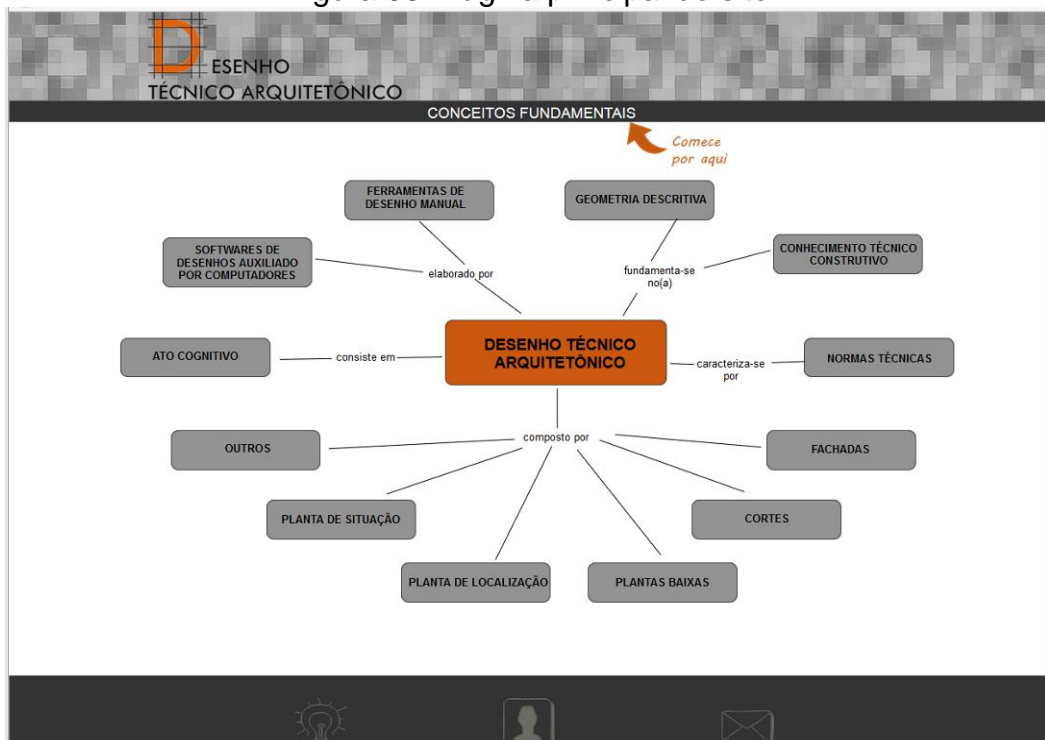 DESENHO
TÉCNICO ARQUITETÔNICO
CONCEITOS FUNDAMENTAIS
Comece
por aqui
FERRAMENTAS DE
DESENHO MANUAL
GEOMETRIA DESCRITIVA
SOFTWARES DE
DESENHOS AUXILIADO
POR COMPUTADORES
CONHECIMENTO TÉCNICO
CONSTRUTIVO
elaborado por
fundamenta-se
no(a)
DESENHO TÉCNICO
ARQUITETÔNICO
ATO COGNITIVO
consiste em
caracteriza-se
por
NORMAS TÉCNICAS
composto por
OUTROS
FACHADAS
PLANTA DE SITUAÇÃO
CORTES
PLANTA DE LOCALIZAÇÃO
PLANTAS BAIXAS